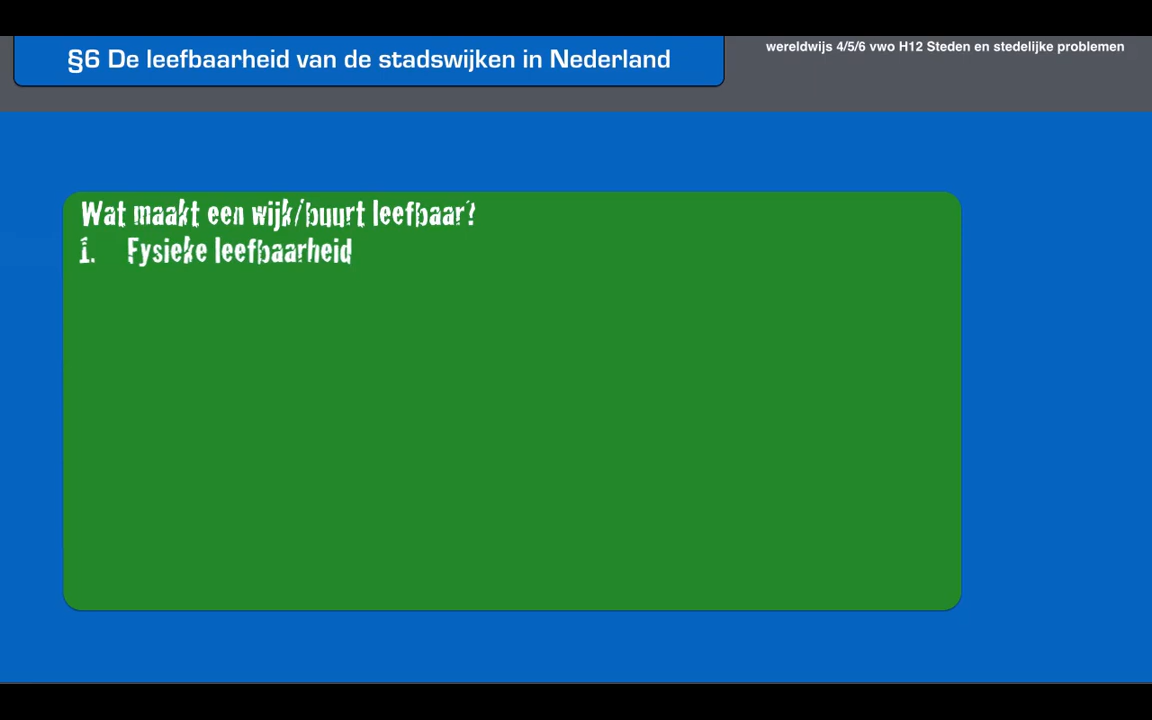 §6 De leefbaarheid van de stadswijken in Nederland
wereldwijs 4/5/6 vwo H12 Steden en stedelijke problemen
Wat maakt een wijk/buurt leefbaar?
1. Fysieke leefbaarheid